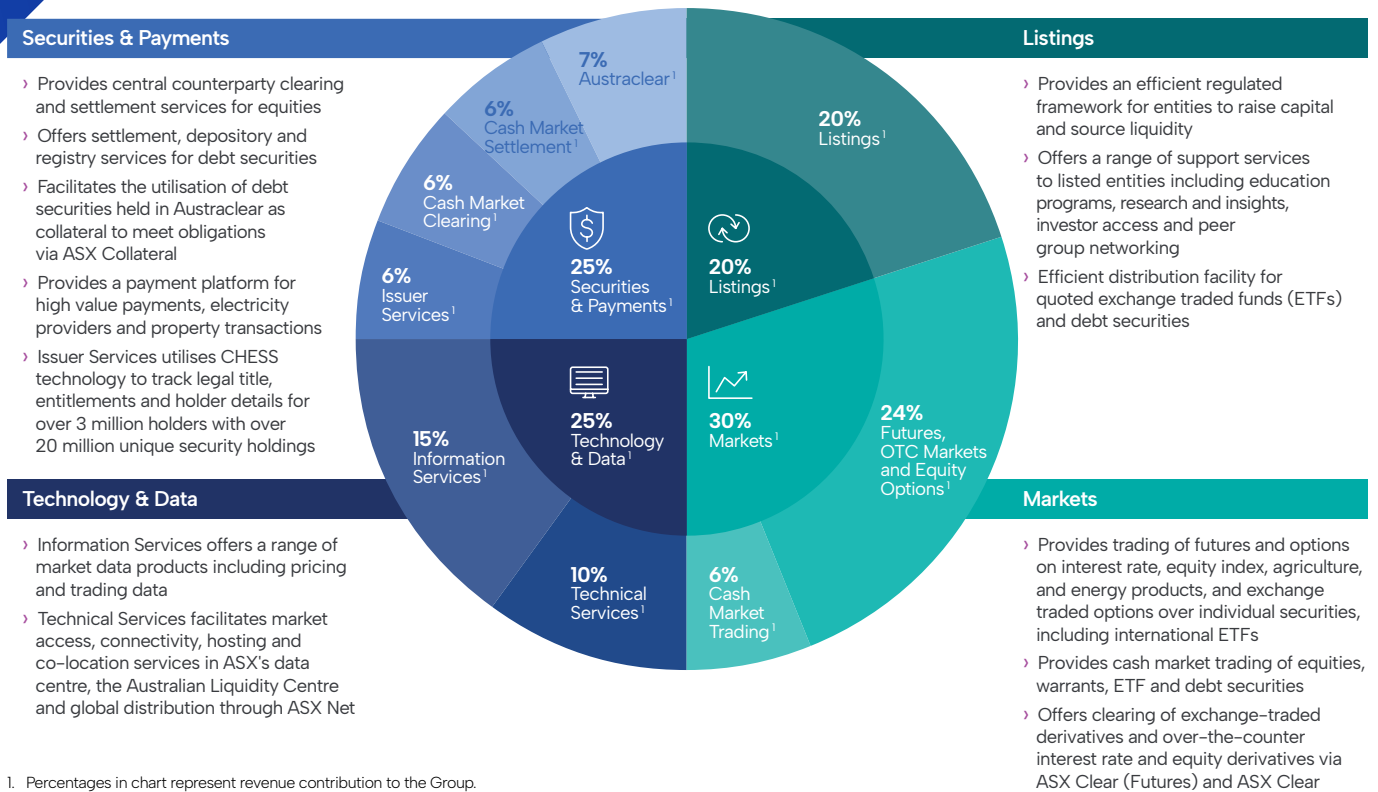 Securities & Payments
› Provides central counterparty clearing
and settlement services for equities
› Offers settlement, depository and
registry services for debt securities
› Facilitates the utilisation of debt
securities held in Austraclear as
collateral to meet obligations
via ASX Collateral
› Provides a payment platform for
high value payments, electricity
providers and property transactions
› Issuer Services utilises CHESS
technology to track legal title,
entitlements and holder details for
over 3 million holders with over
20 million unique security holdings
Technology & Data
› Information Services offers a range of
market data products including pricing
and trading data
› Technical Services facilitates market
access, connectivity, hosting and
co-location services in ASX's data
centre, the Australian Liquidity Centre
and global distribution through ASX Net
7%
Austraclear¹
6%
Cash Market
Settlement¹
6%
Cash Market
Clearing¹
6%
Issuer
Services¹
25%
Securities
& Payments¹
20%
Listings¹
20%
Listings¹
15%
Information
Services¹
25%
Technology
& Data¹
30%
Markets¹
24%
Futures,
OTC Markets
and Equity
Options¹
10%
Technical
Services¹
6%
Cash
Market
Trading¹
Listings
› Provides an efficient regulated
framework for entities to raise capital
and source liquidity
› Offers a range of support services
to listed entities including education
programs, research and insights,
investor access and peer
group networking
› Efficient distribution facility for
quoted exchange traded funds (ETFs)
and debt securities
Markets
› Provides trading of futures and options
on interest rate, equity index, agriculture,
and energy products, and exchange
traded options over individual securities,
including international ETFs
› Provides cash market trading of equities,
warrants, ETF and debt securities
› Offers clearing of exchange-traded
derivatives and over-the-counter
interest rate and equity derivatives via
ASX Clear (Futures) and ASX Clear
1. Percentages in chart represent revenue contribution to the Group.